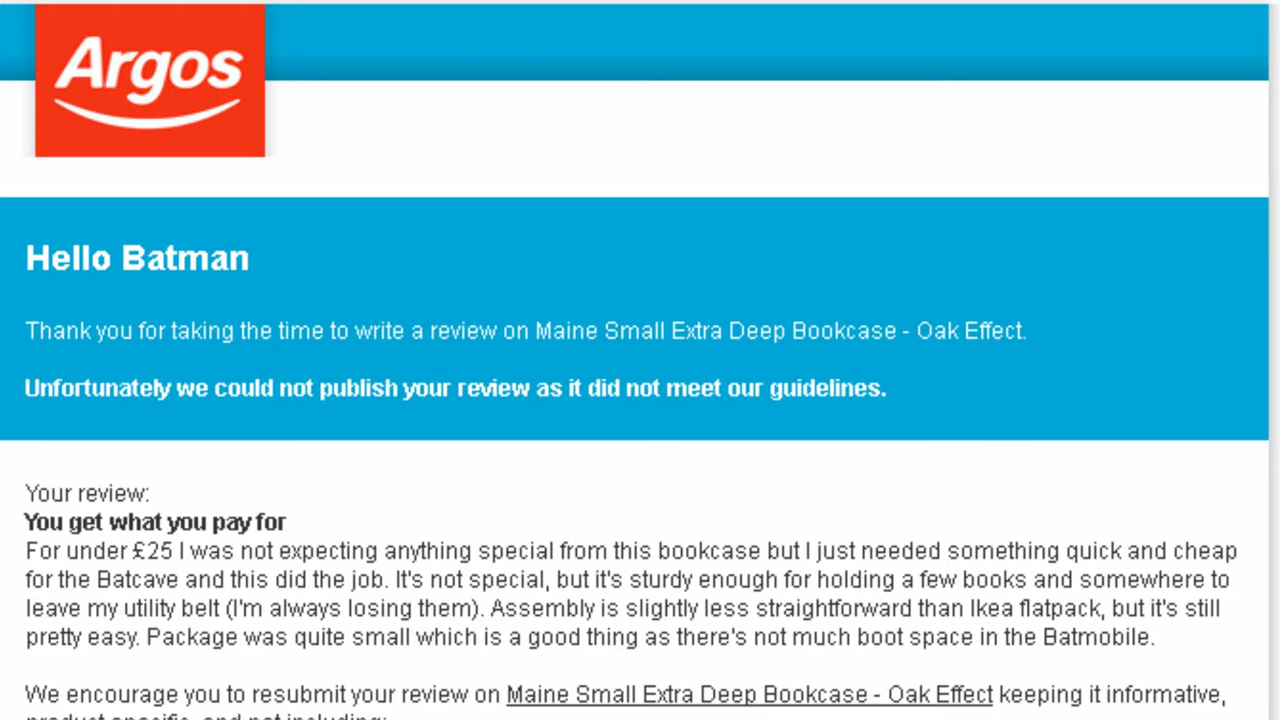 Argos
Hello Batman
Thank you for taking the time to write a review on Maine Small Extra Deep Bookcase - Oak Effect.
Unfortunately we could not publish your review as it did not meet our guidelines.
Your review:
You get what you pay for
For under £25 I was not expecting anything special from this bookcase but I just needed something quick and cheap
for the Batcave and this did the job. It's not special, but it's sturdy enough for holding a few books and somewhere to
leave my utility belt (I'm always losing them). Assembly is slightly less straightforward than Ikea flatpack, but it's still
pretty easy. Package was quite small which is a good thing as there's not much boot space in the Batmobile.
We encourage you to resubmit your review on Maine Small Extra Deep Bookcase - Oak Effect keeping it informative,
product specific, and not including: